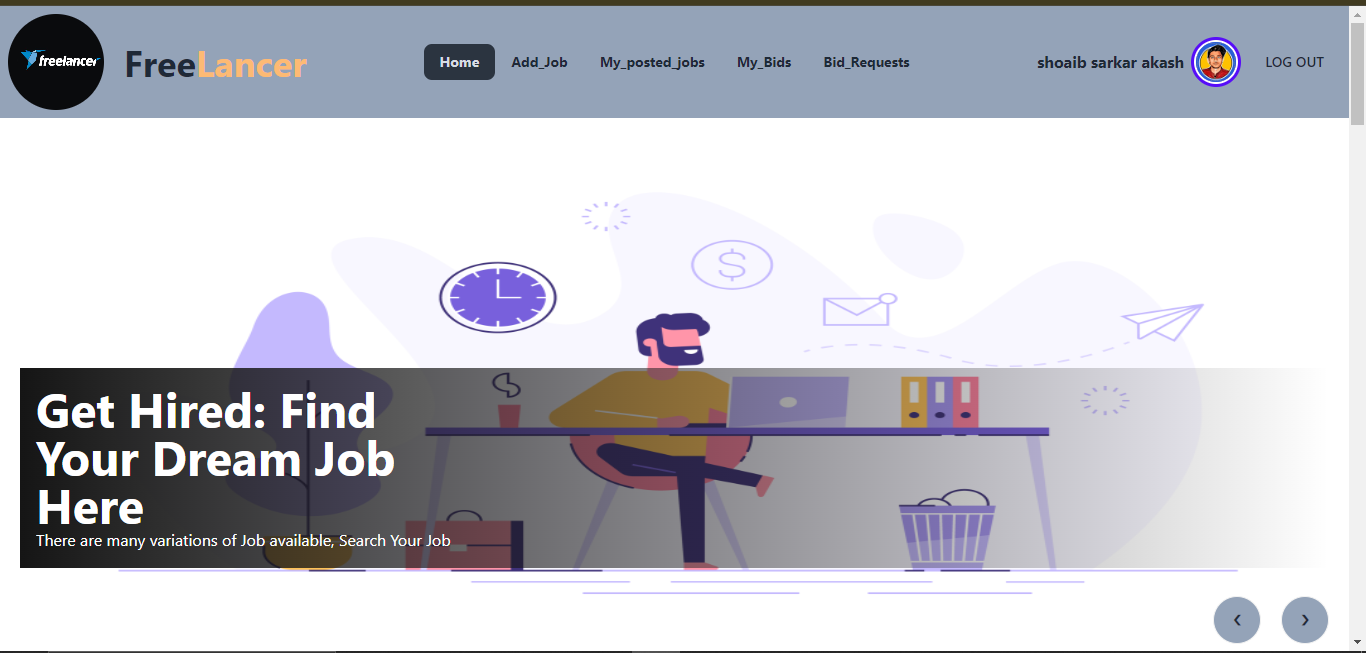 freelancer
FreeLancer
Home
Add_Job
My_posted_jobs
My_Bids
Bid_Requests
shoaib sarkar akash
LOG OUT
$
Get Hired: Find
Your Dream Job
Here
There are many variations of Job available, Search Your Job
❮
❯